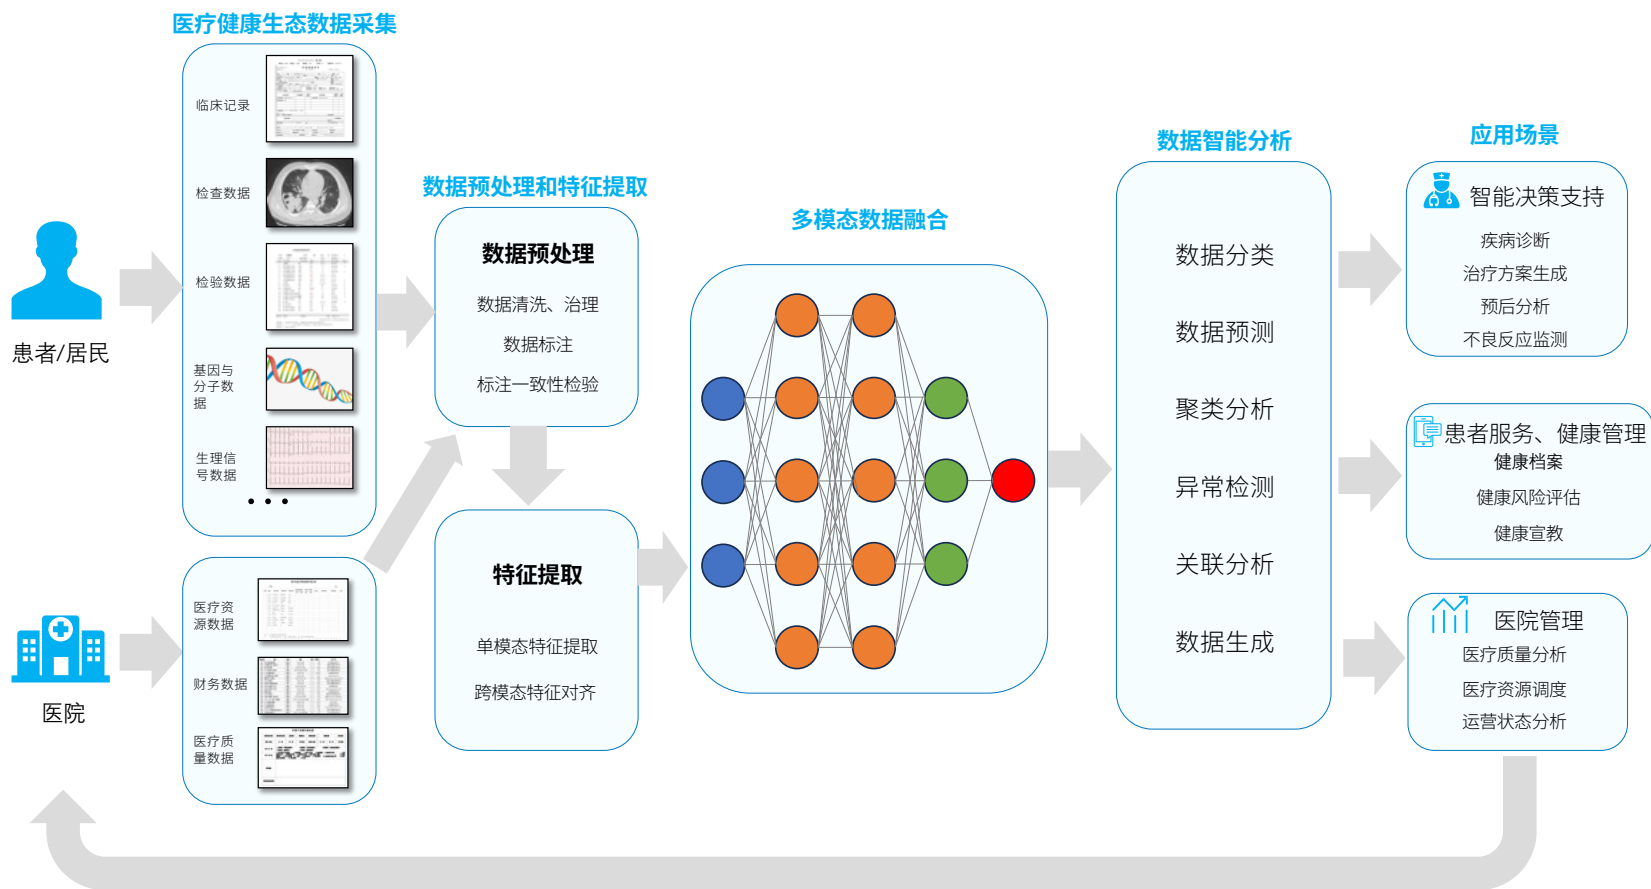 医疗健康生态数据采集
临床记录
检查数据
检验数据
基因与
分子数
据
生理信
号数据
• • •
患者/居民
医疗资
源数据
财务数据
医疗质
量数据
医院
数据预处理和特征提取
数据预处理
数据清洗、治理
数据标注
标注一致性检验
特征提取
单模态特征提取
跨模态特征对齐
多模态数据融合
数据智能分析
数据分类
数据预测
聚类分析
异常检测
关联分析
数据生成
应用场景
智能决策支持
疾病诊断
治疗方案生成
预后分析
不良反应监测
患者服务、健康管理
健康档案
健康风险评估
健康宣教
医院管理
医疗质量分析
医疗资源调度
运营状态分析